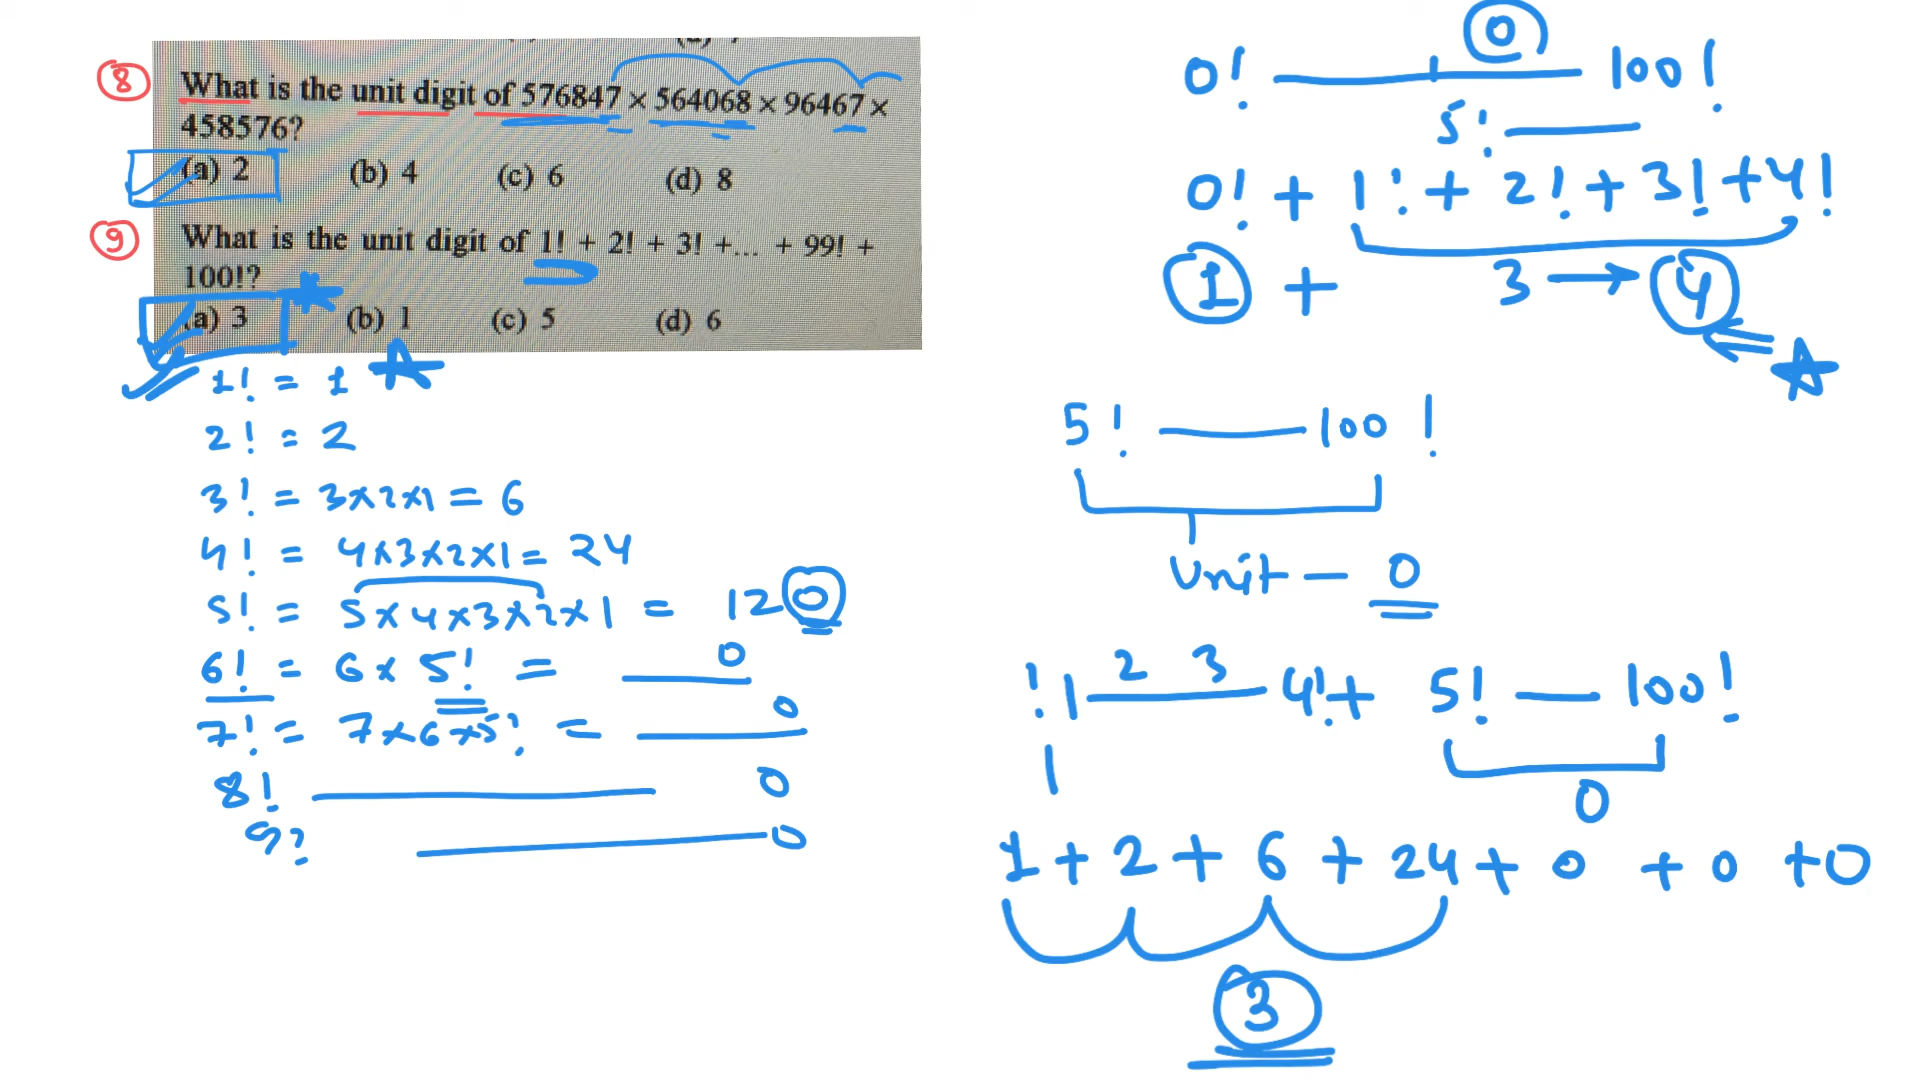 8 What is the unit digit of 576847 × 564068 × 96467 ×
458576?
(a) 2 (b) 4 (c) 6 (d) 8
9 What is the unit digit of 1! + 2! + 3! +... + 99! +
100!?
(a) 3 (b) 1 (c) 5 (d) 6
1! = 1
2! = 2
3! = 3×2×1 = 6
4! = 4×3×2×1 = 24
5! = 5×4×3×2×1 = 120
6! = 6 × 5! = 0
7! = 7×6×5! = 0
8! 0
9! 0
0
0! 100!
5!
0! + 1! + 2! + 3! + 4!
1 + 3 → 4
5! 100!
Unit — 0
!1 2 3 4! + 5! — 100!
1 0
1 + 2 + 6 + 24 + 0 + 0 + 0
3